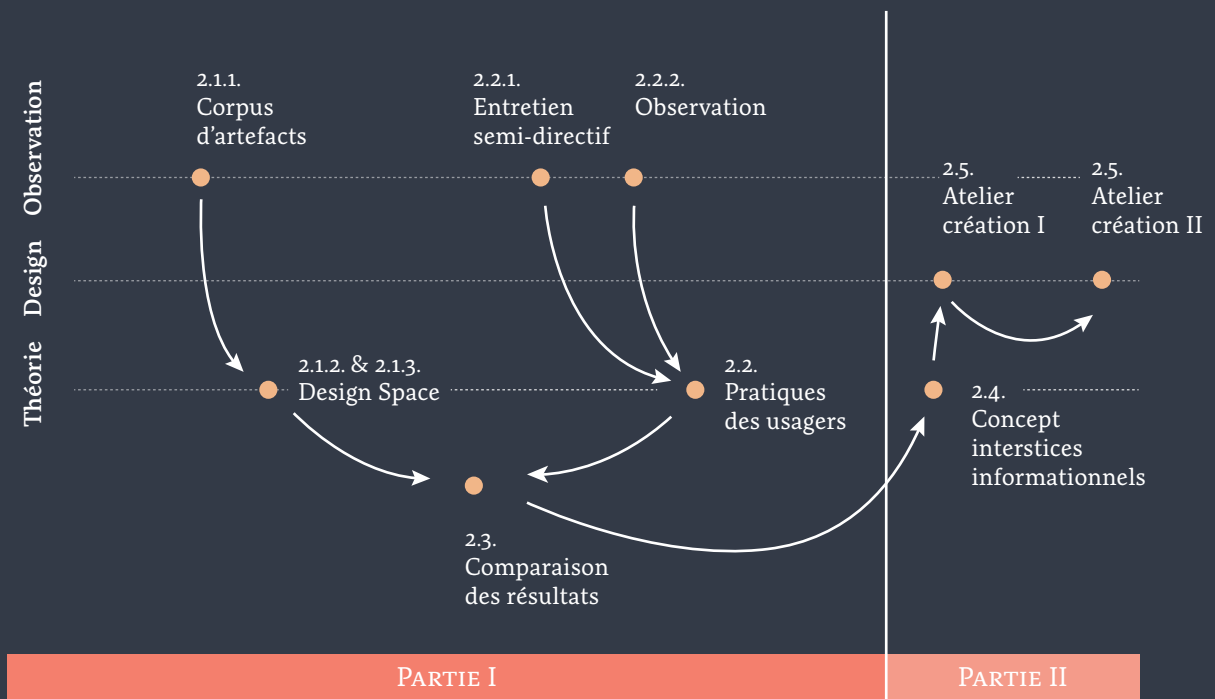 Observation
Design
Théorie
2.1.1.
Corpus
d'artefacts
2.2.1.
Entretien
semi-directif
2.2.2.
Observation
2.5.
Atelier
création I
2.5.
Atelier
création II
2.1.2. & 2.1.3.
Design Space
2.2.
Pratiques
des usagers
2.4.
Concept
interstices
informationnels
2.3.
Comparaison
des résultats
Partie I
Partie II